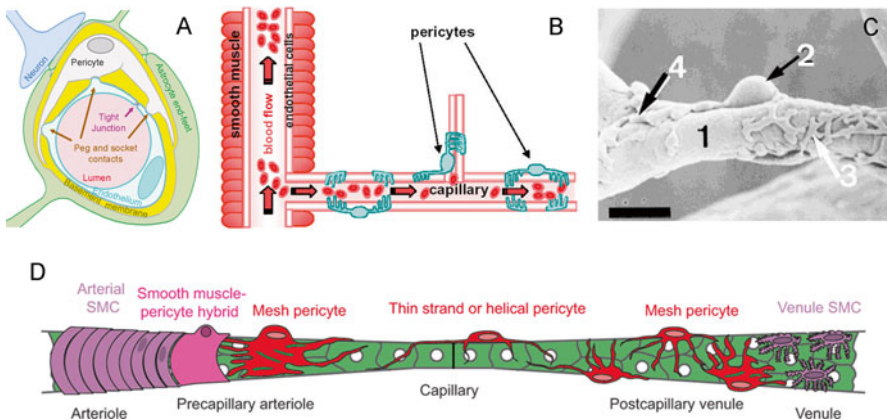 A
Neuron
Pericyte
Astrocyte end-feet
Tight
Junction
Peg and socket
contacts
Lumen
Endothelium
Basement membrane
B
smooth muscle
blood flow
endothelial cells
pericytes
capillary
C
4
2
1
3
D
Arterial
SMC
Smooth muscle-
pericyte hybrid
Mesh pericyte
Thin strand or helical pericyte
Mesh pericyte
Venule SMC
Arteriole
Precapillary arteriole
Capillary
Postcapillary venule
Venule